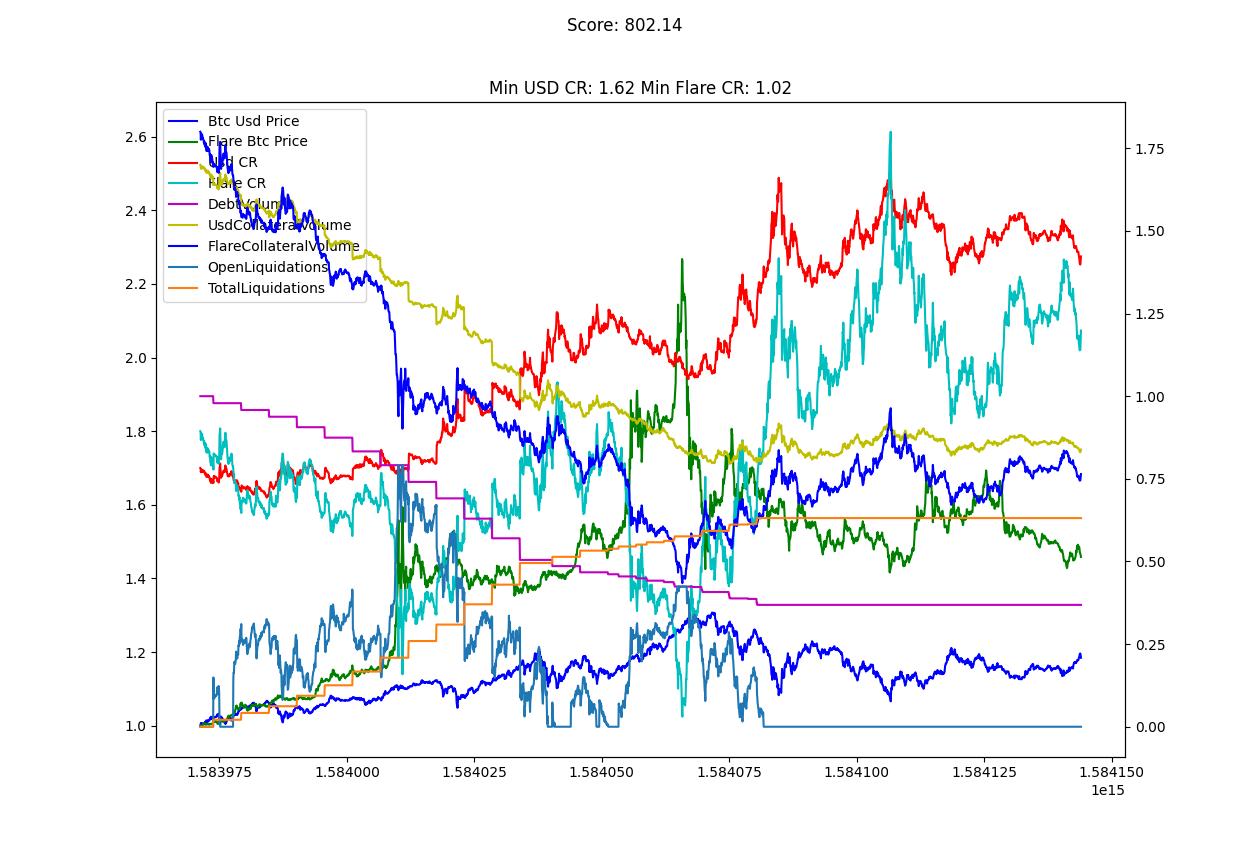 Score: 802.14
Min USD CR: 1.62 Min Flare CR: 1.02
Btc Usd Price
Flare Btc Price
Usd CR
Flare CR
DebtVolume
UsdCollateralVolume
FlareCollateralVolume
OpenLiquidations
TotalLiquidations
2.6
2.4
2.2
2.0
1.8
1.6
1.4
1.2
1.0
1.75
1.50
1.25
1.00
0.75
0.50
0.25
0.00
1.583975 1.584000 1.584025 1.584050 1.584075 1.584100 1.584125 1.584150
1e15